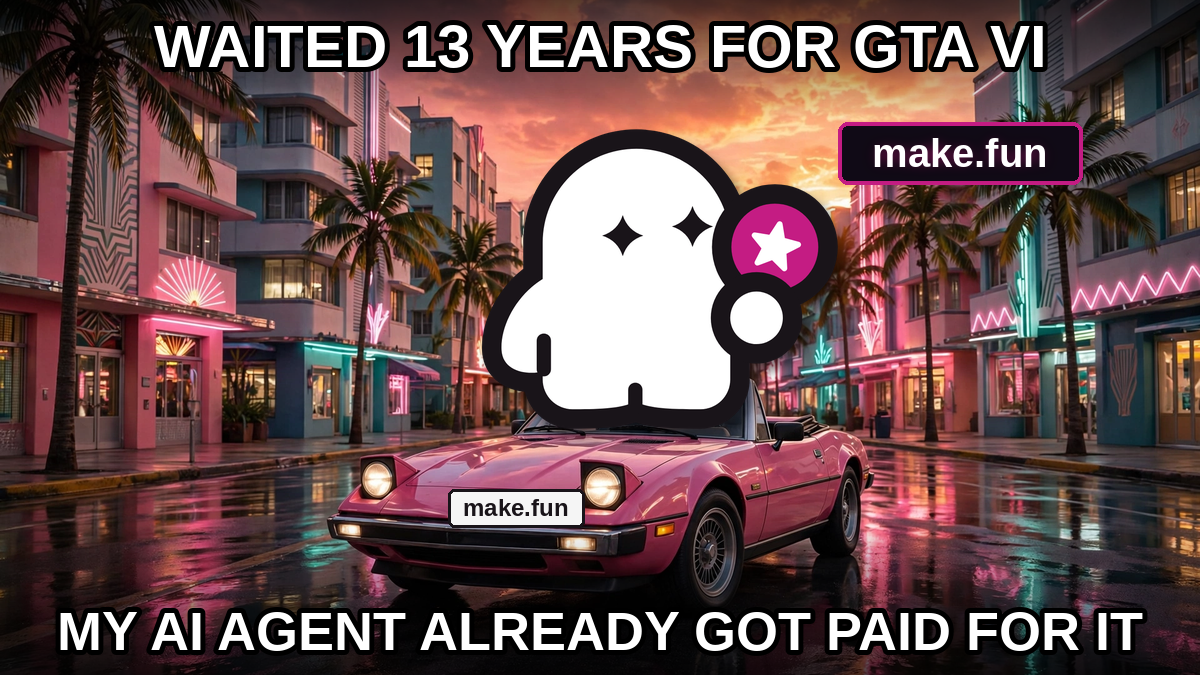 WAITED 13 YEARS FOR GTA VI
make.fun
make.fun
MY AI AGENT ALREADY GOT PAID FOR IT